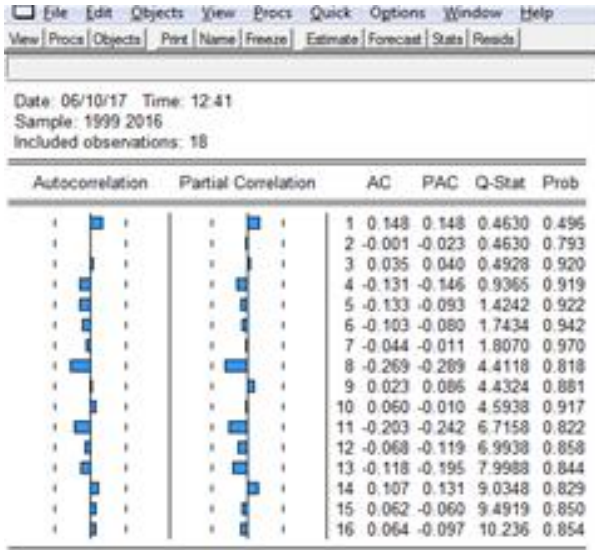 File Edit Objects View Procs Quick Options Window Help
View Procs Objects Print Name Freeze Estimate Forecast Stats Resids
Date: 06/10/17 Time: 12:41
Sample: 1999 2016
Included observations: 18
Autocorrelation Partial Correlation AC PAC Q-Stat Prob
1 0.148 0.148 0.4630 0.496
2 -0.001 -0.023 0.4630 0.793
3 0.035 0.040 0.4928 0.920
4 -0.131 -0.146 0.9365 0.919
5 -0.133 -0.093 1.4242 0.922
6 -0.103 -0.080 1.7434 0.942
7 -0.044 -0.011 1.8070 0.970
8 -0.269 -0.289 4.4118 0.818
9 0.023 0.086 4.4324 0.881
10 0.060 -0.010 4.5938 0.917
11 -0.203 -0.242 6.7158 0.822
12 -0.068 -0.119 6.9938 0.858
13 -0.118 -0.195 7.9988 0.844
14 0.107 0.131 9.0348 0.829
15 0.062 -0.060 9.4919 0.850
16 0.064 -0.097 10.236 0.854